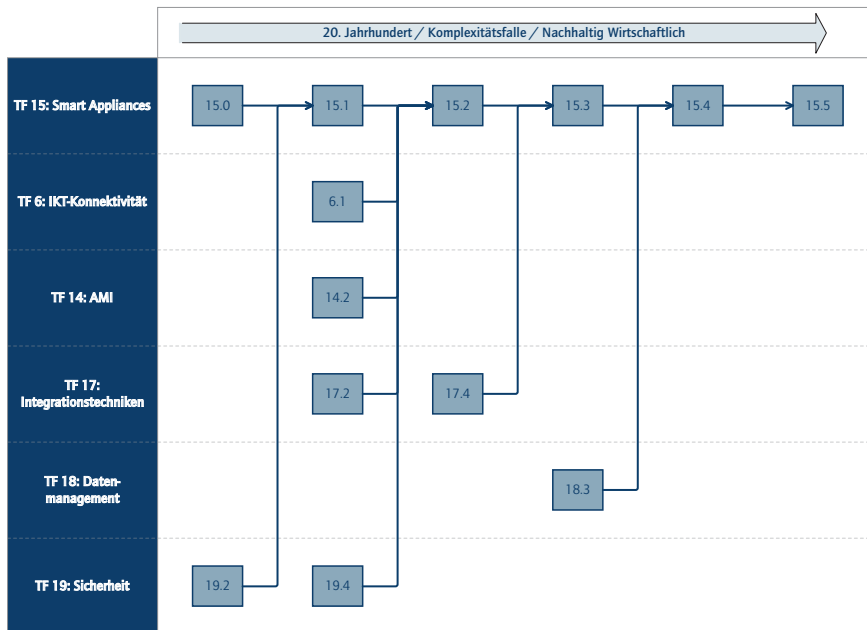 20. Jahrhundert / Komplexitätsfalle / Nachhaltig Wirtschaftlich
TF 15: Smart Appliances
15.0
15.1
15.2
15.3
15.4
15.5
TF 6: IKT-Konnektivität
6.1
TF 14: AMI
14.2
TF 17:
Integrationstechniken
17.2
17.4
TF 18: Daten-
management
18.3
TF 19: Sicherheit
19.2
19.4